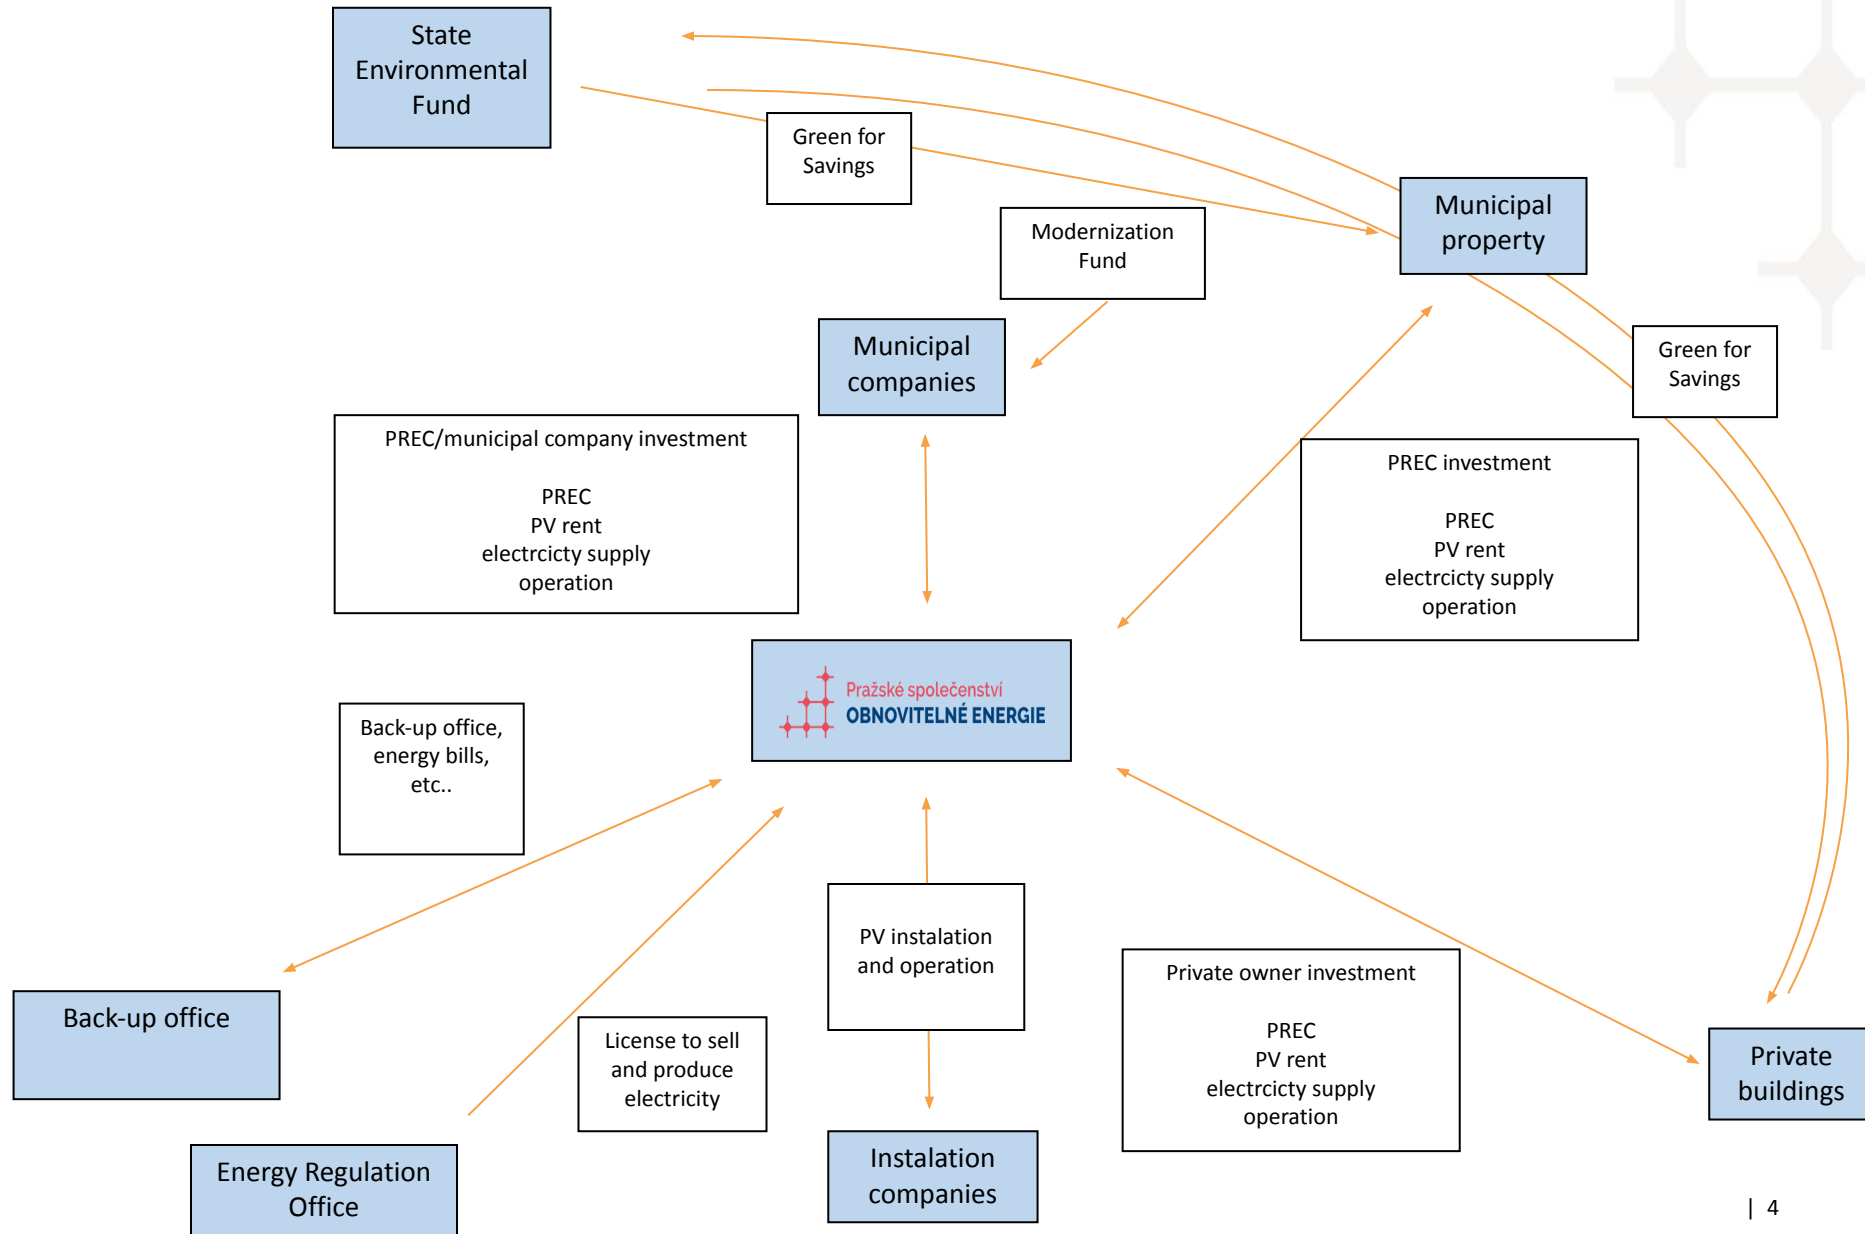 State
Environmental
Fund
Green for
Savings
Municipal
property
Modernization
Fund
Municipal
companies
Green for
Savings
PREC/municipal company investment
PREC
PV rent
electrcicty supply
operation
PREC investment
PREC
PV rent
electrcicty supply
operation
Pražské společenství
OBNOVITELNÉ ENERGIE
Back-up office,
energy bills,
etc..
PV instalation
and operation
Private owner investment
PREC
PV rent
electrcicty supply
operation
Back-up office
License to sell
and produce
electricity
Private
buildings
Energy Regulation
Office
Instalation
companies
| 4